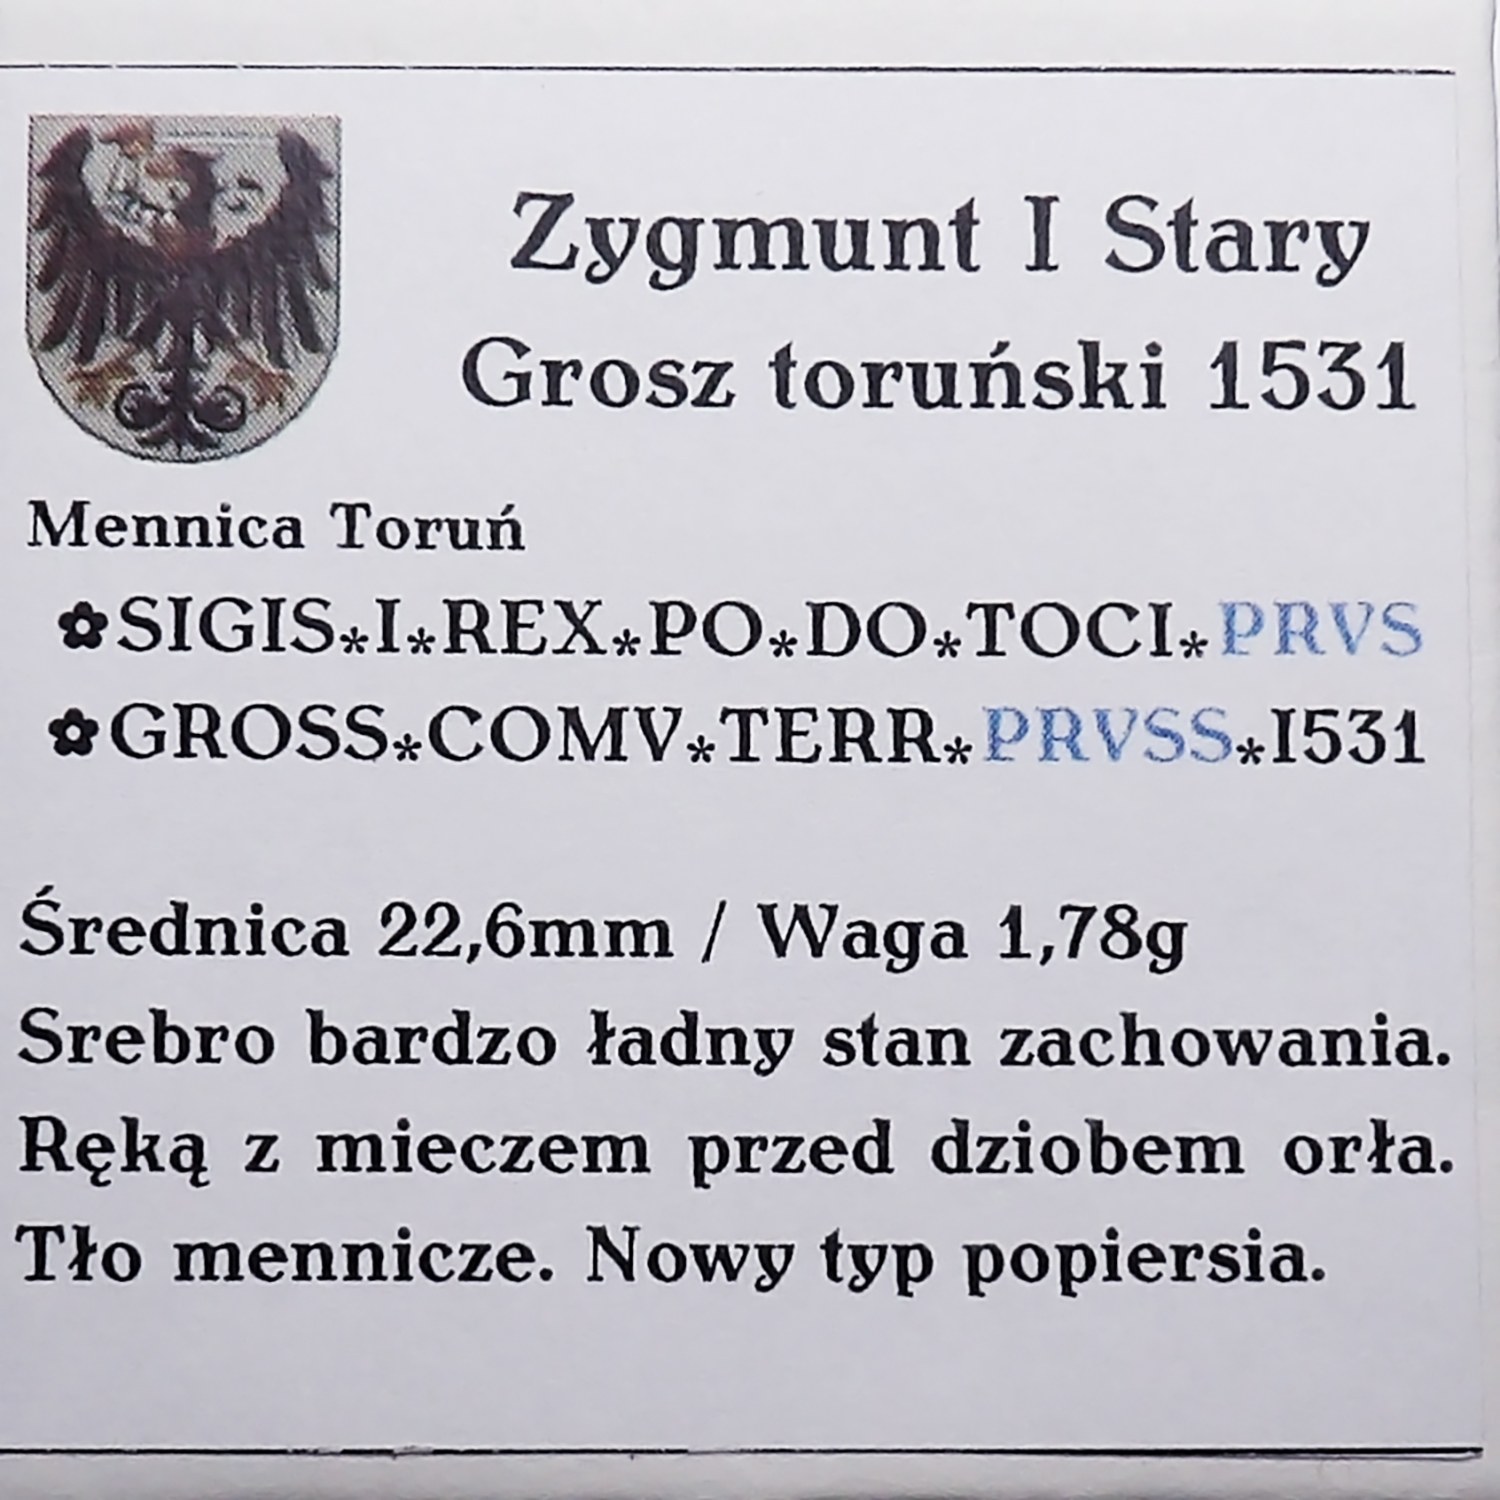 Zygmunt I Stary
Grosz toruński 1531
Mennica Toruń
✿SIGIS*I*REX*PO*DO*TOCI*PRVS
✿GROSS*COMV*TERR*PRVSS*I531
Średnica 22,6mm / Waga 1,78g
Srebro bardzo ładny stan zachowania.
Ręką z mieczem przed dziobem orła.
Tło mennicze. Nowy typ popiersia.